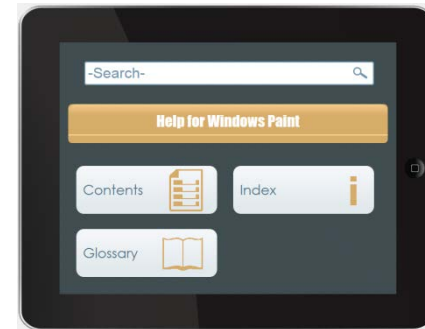 -Search-
Help for Windows Paint
Contents
Index
Glossary